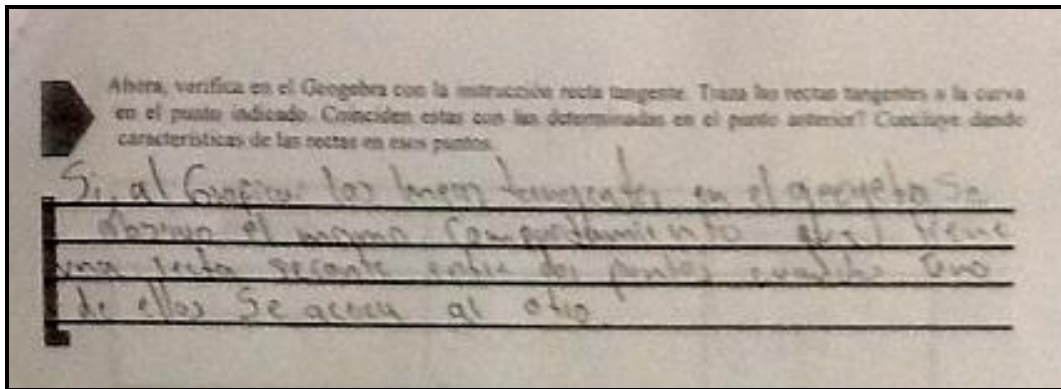 Ahora, verifica en el Geogebra con la instrucción recta tangente. Traza las rectas tangentes a la curva
en el punto indicado. Coinciden estas con las determinadas en el punto anterior? Concluye dando
características de las rectas en esos puntos.
Si, al Graficar las lineas tangentes en el geogebra Se
observa el mismo Comportamiento que tiene
una recta secante entre dos puntos cuando Uno
de ellos Se acerca al otro